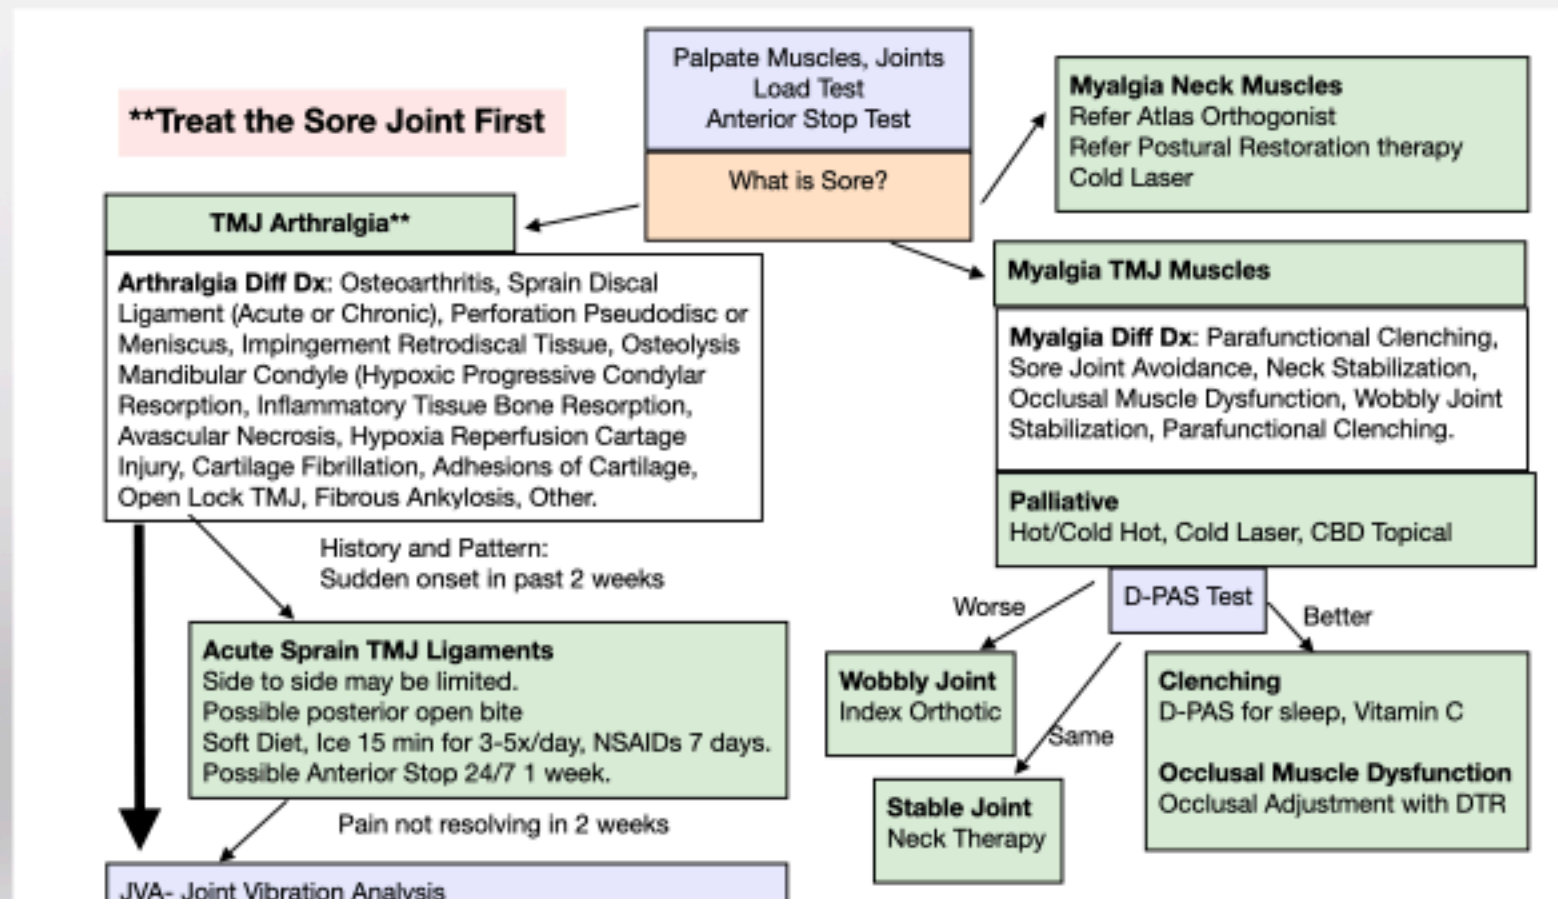 Palpate Muscles, Joints
Load Test
Anterior Stop Test
What is Sore?
**Treat the Sore Joint First
Myalgia Neck Muscles
Refer Atlas Orthogonist
Refer Postural Restoration therapy
Cold Laser
TMJ Arthralgia**
Arthralgia Diff Dx: Osteoarthritis, Sprain Discal
Ligament (Acute or Chronic), Perforation Pseudodisc or
Meniscus, Impingement Retrodiscal Tissue, Osteolysis
Mandibular Condyle (Hypoxic Progressive Condylar
Resorption, Inflammatory Tissue Bone Resorption,
Avascular Necrosis, Hypoxia Reperfusion Cartage
Injury, Cartilage Fibrillation, Adhesions of Cartilage,
Open Lock TMJ, Fibrous Ankylosis, Other.
History and Pattern:
Sudden onset in past 2 weeks
Acute Sprain TMJ Ligaments
Side to side may be limited.
Possible posterior open bite
Soft Diet, Ice 15 min for 3-5x/day, NSAIDs 7 days.
Possible Anterior Stop 24/7 1 week.
Pain not resolving in 2 weeks
JVA- Joint Vibration Analysis
Myalgia TMJ Muscles
Myalgia Diff Dx: Parafunctional Clenching,
Sore Joint Avoidance, Neck Stabilization,
Occlusal Muscle Dysfunction, Wobbly Joint
Stabilization, Parafunctional Clenching.
Palliative
Hot/Cold Hot, Cold Laser, CBD Topical
D-PAS Test
Worse
Better
Same
Wobbly Joint
Index Orthotic
Stable Joint
Neck Therapy
Clenching
D-PAS for sleep, Vitamin C
Occlusal Muscle Dysfunction
Occlusal Adjustment with DTR